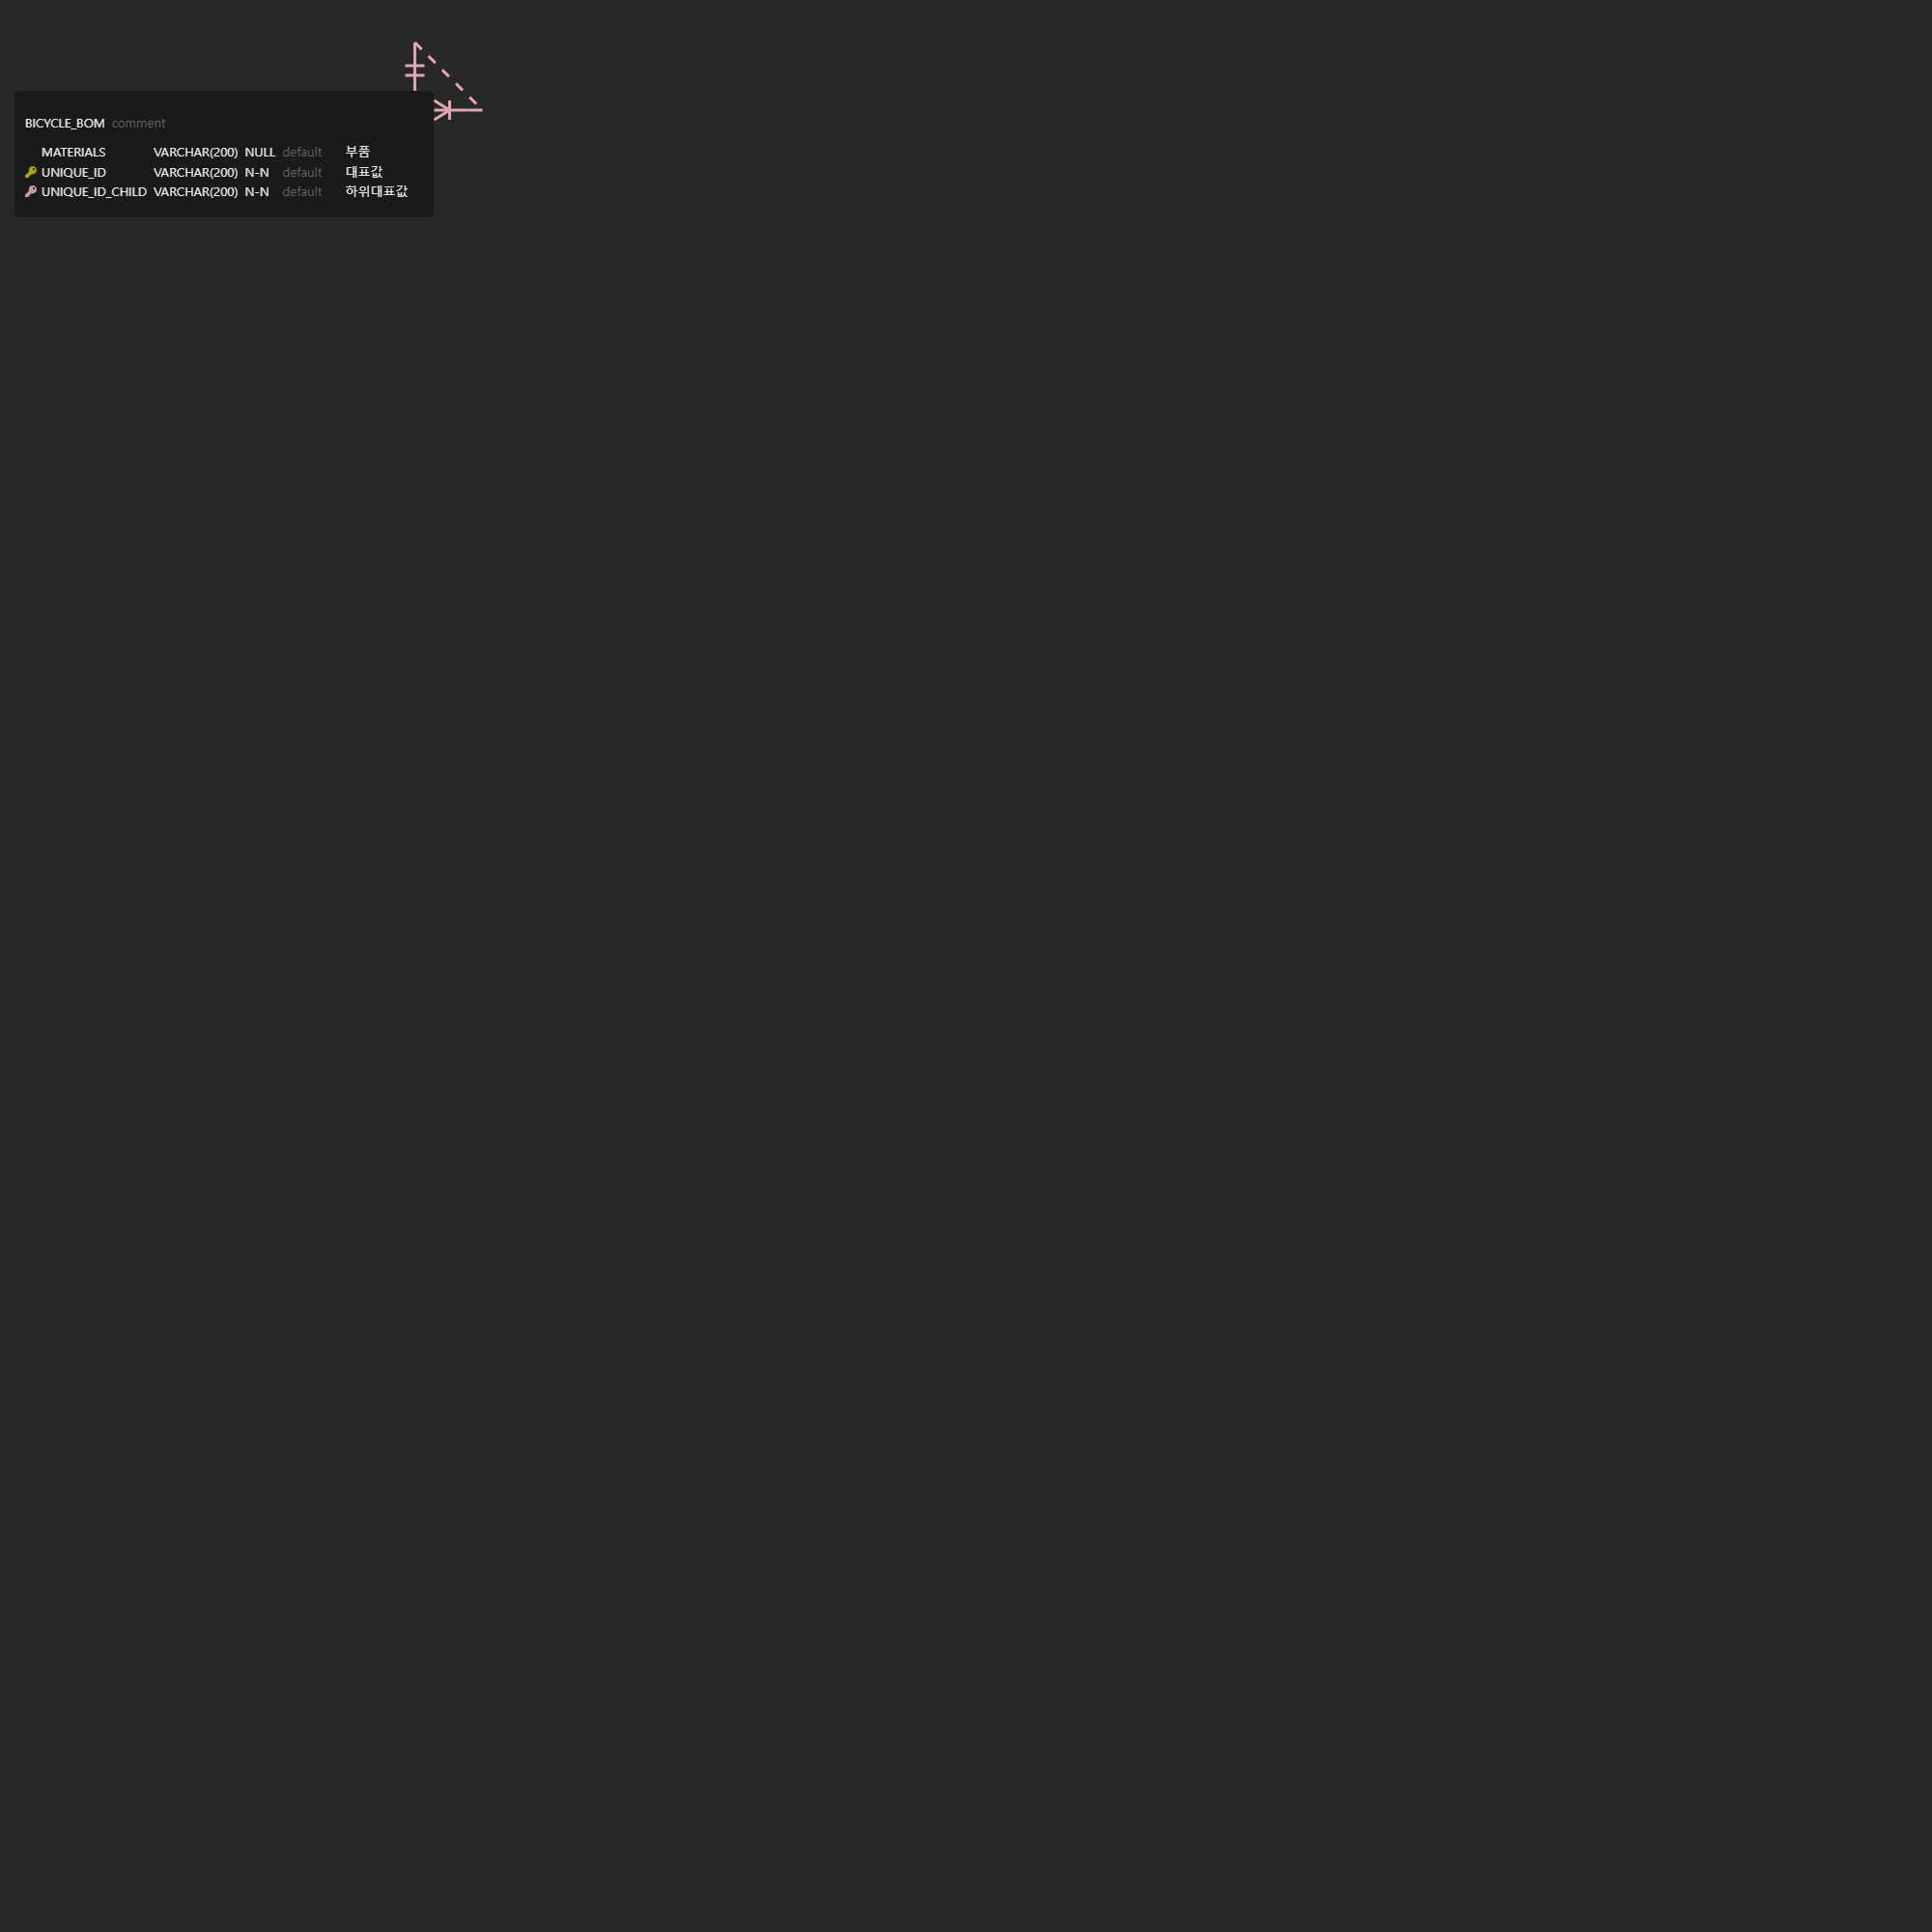 BICYCLE_BOM comment
MATERIALS VARCHAR(200) NULL default 부품
UNIQUE_ID VARCHAR(200) N-N default 대표값
UNIQUE_ID_CHILD VARCHAR(200) N-N default 하위대표값